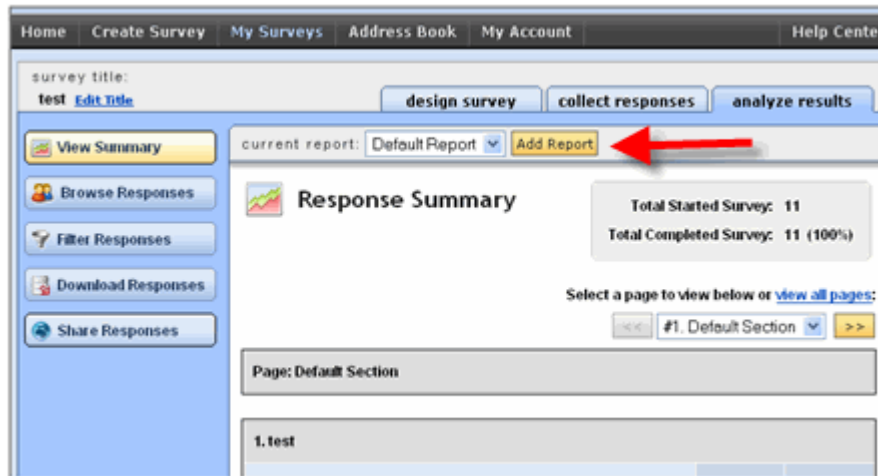 Home Create Survey My Surveys Address Book My Account Help Cente
survey title:
test Edit Title
design survey collect responses analyze results
View Summary
current report: Default Report Add Report
Browse Responses
Response Summary
Total Started Survey: 11
Total Completed Survey: 11 (100%)
Filter Responses
Download Responses
Select a page to view below or view all pages:
Share Responses
<< #1. Default Section >>
Page: Default Section
1. test